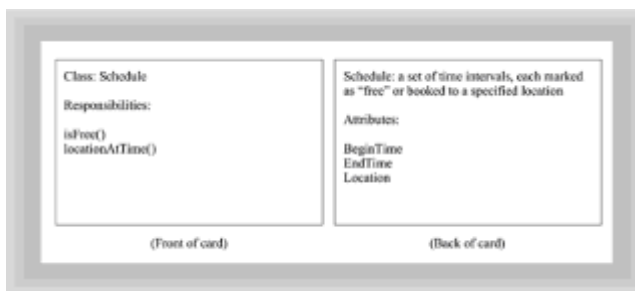 Class: Schedule
Responsibilities:
isFree()
locationAtTime()
(Front of card)
Schedule: a set of time intervals, each marked
as "free" or booked to a specified location
Attributes:
BeginTime
EndTime
Location
(Back of card)